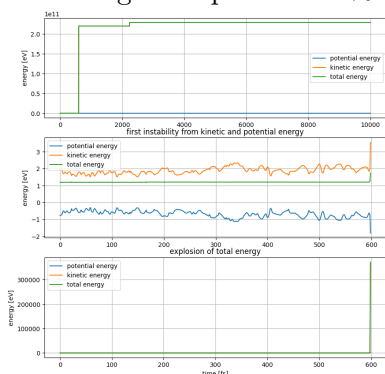 1e11
2.0
1.5
1.0
0.5
0.0
energy [eV]
potential energy
kinetic energy
total energy
0 2000 4000 6000 8000 10000
first instability from kinetic and potential energy
3
2
1
0
−1
−2
energy [eV]
potential energy
kinetic energy
total energy
0 100 200 300 400 500 600
explosion of total energy
300000
200000
100000
0
energy [eV]
potential energy
kinetic energy
total energy
0 100 200 300 400 500 600
time [fs]